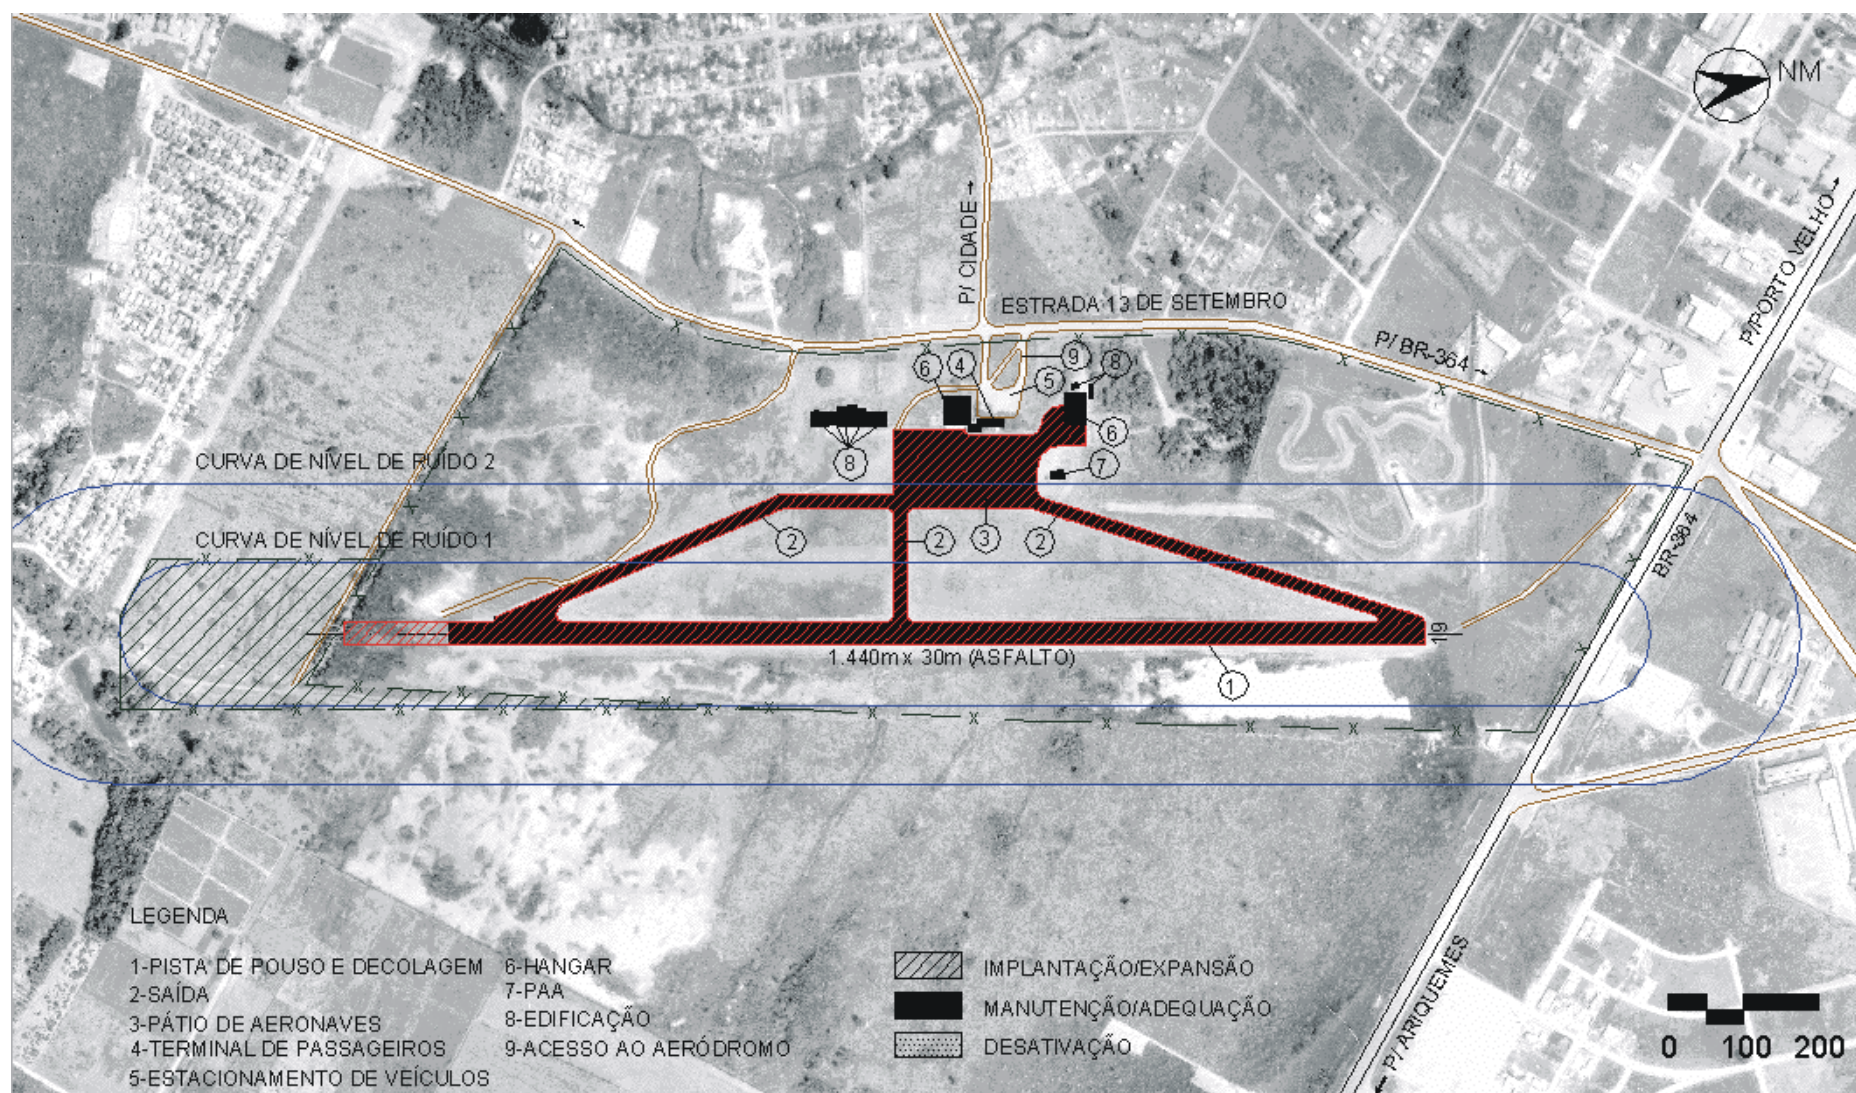 NM
P/ CIDADE →
P/PORTO VELHO →
ESTRADA 13 DE SETEMBRO
P/ BR-364 →
9
8
6
4
5
6
8
7
CURVA DE NÍVEL DE RUÍDO 2
CURVA DE NÍVEL DE RUÍDO 1
2
2
3
2
BR-364
19
1.440m x 30m (ASFALTO)
1
LEGENDA
1-PISTA DE POUSO E DECOLAGEM
2-SAÍDA
3-PÁTIO DE AERONAVES
4-TERMINAL DE PASSAGEIROS
5-ESTACIONAMENTO DE VEÍCULOS
6-HANGAR
7-PAA
8-EDIFICAÇÃO
9-ACESSO AO AERÓDROMO
IMPLANTAÇÃO/EXPANSÃO
MANUTENÇÃO/ADEQUAÇÃO
DESATIVAÇÃO
← P/ ARIQUEMES
0 100 200